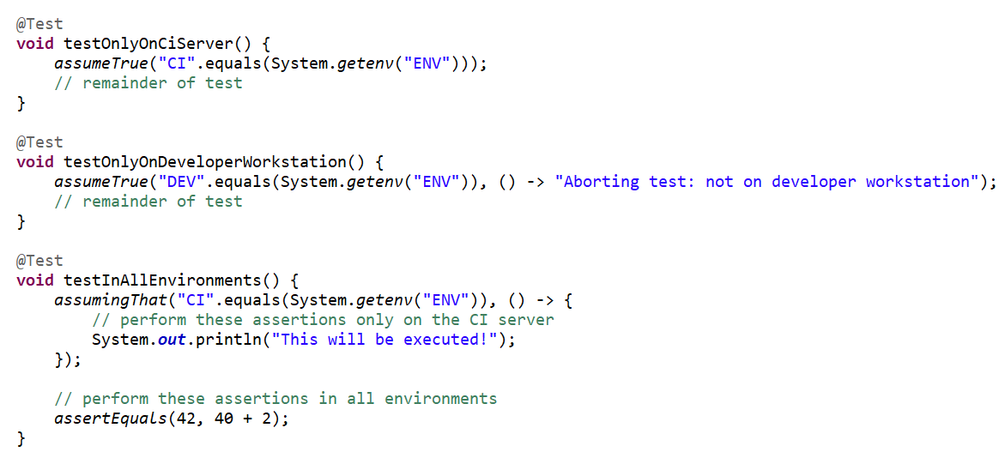 @Test
void testOnlyOnCiServer() {
    assumeTrue("CI".equals(System.getenv("ENV")));
    // remainder of test
}

@Test
void testOnlyOnDeveloperWorkstation() {
    assumeTrue("DEV".equals(System.getenv("ENV")), () -> "Aborting test: not on developer workstation");
    // remainder of test
}

@Test
void testInAllEnvironments() {
    assumingThat("CI".equals(System.getenv("ENV")), () -> {
        // perform these assertions only on the CI server
        System.out.println("This will be executed!");
    });

    // perform these assertions in all environments
    assertEquals(42, 40 + 2);
}